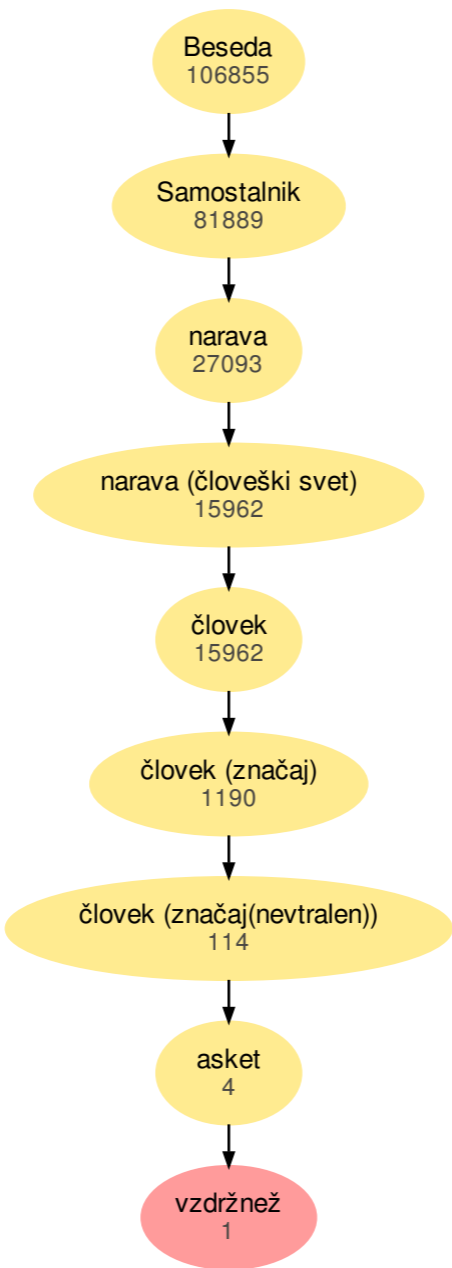 Beseda
106855
Samostalnik
81889
narava
27093
narava (človeški svet)
15962
človek
15962
človek (značaj)
1190
človek (značaj(nevtralen))
114
asket
4
vzdržnež
1